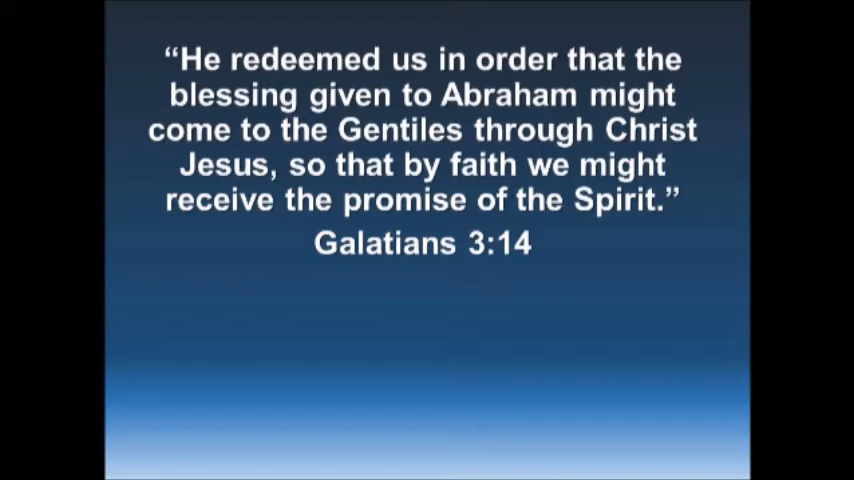 “He redeemed us in order that the
blessing given to Abraham might
come to the Gentiles through Christ
Jesus, so that by faith we might
receive the promise of the Spirit.”
Galatians 3:14